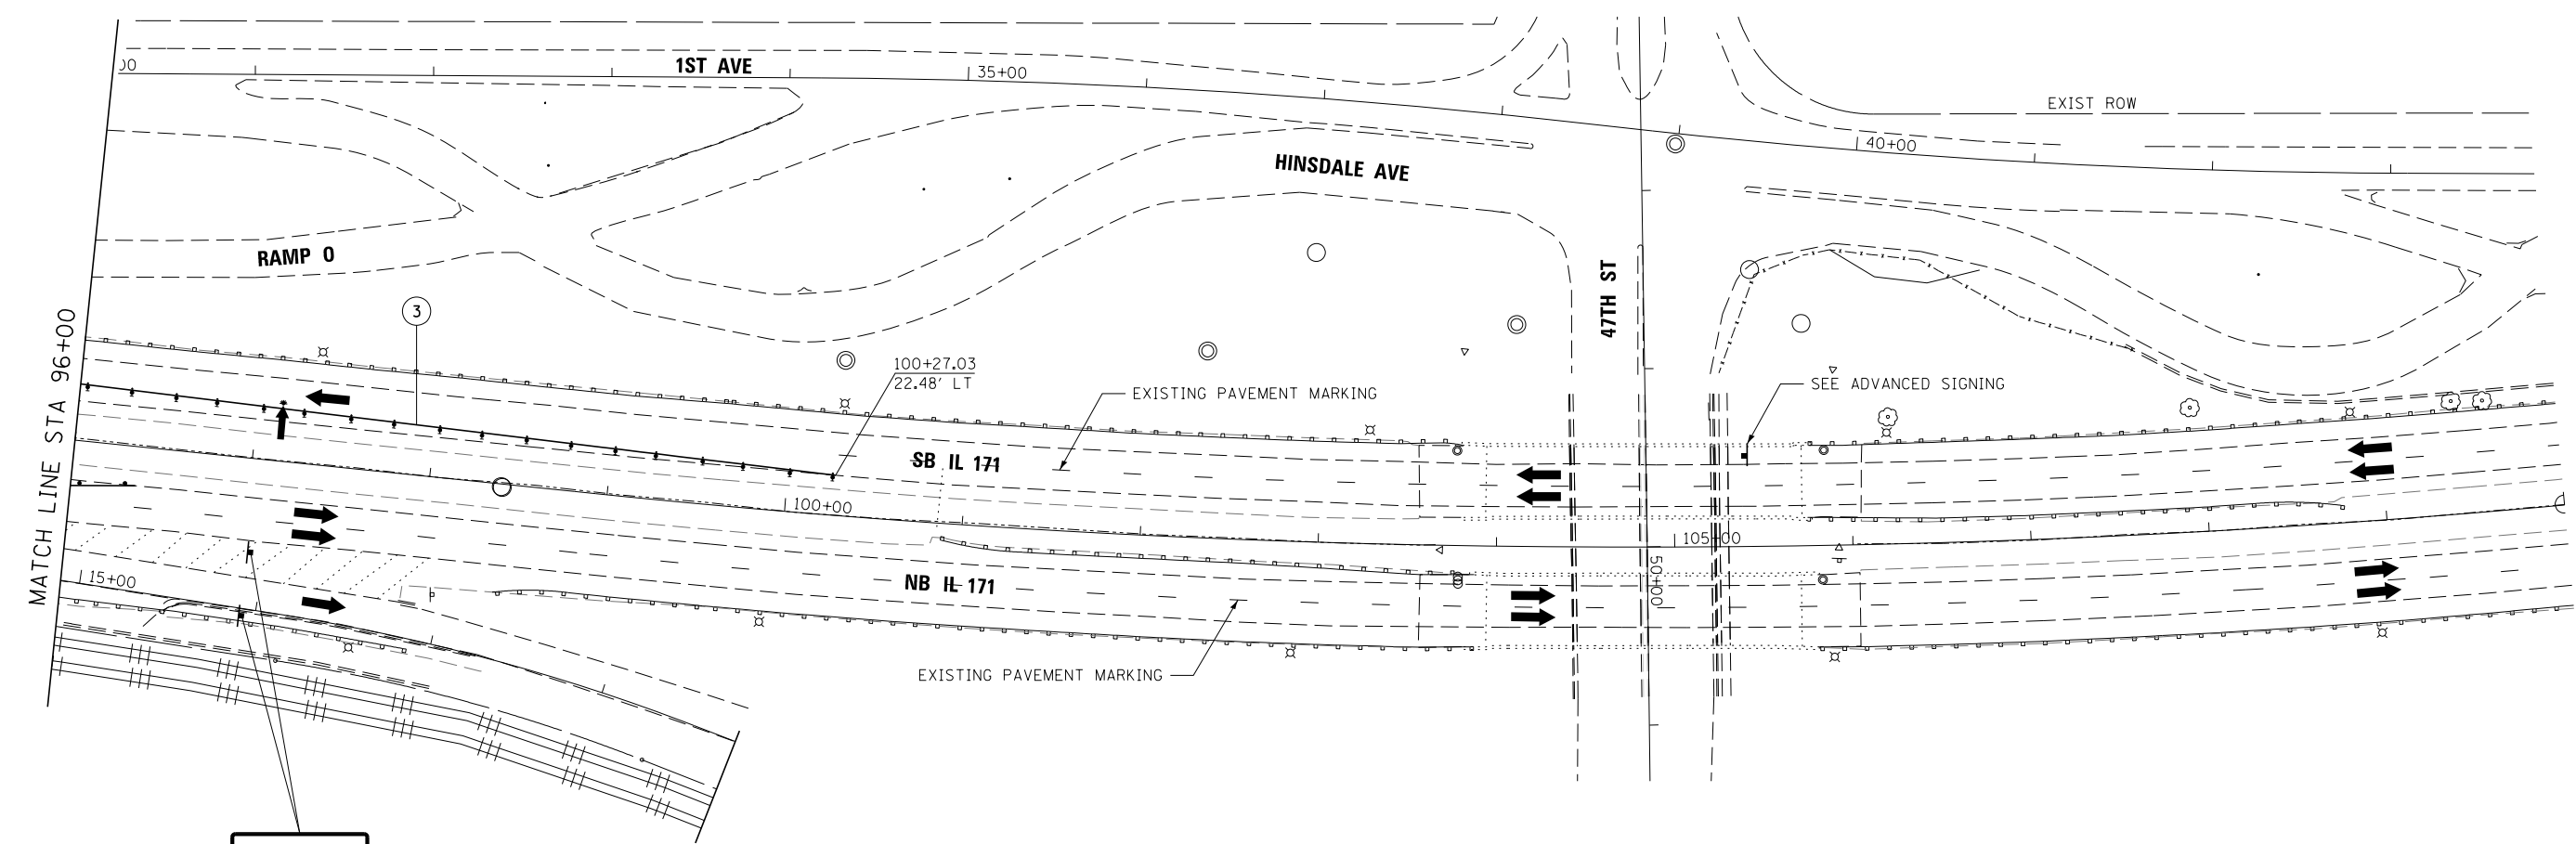 00
1ST AVE
35+00
EXIST ROW
40+00
HINSDALE AVE
RAMP O
47TH ST
3
MATCH LINE STA 96+00
100+27.03
22.48' LT
EXISTING PAVEMENT MARKING
SEE ADVANCED SIGNING
SB IL 171
100+00
105+00
50+00
15+00
NB IL 171
EXISTING PAVEMENT MARKING